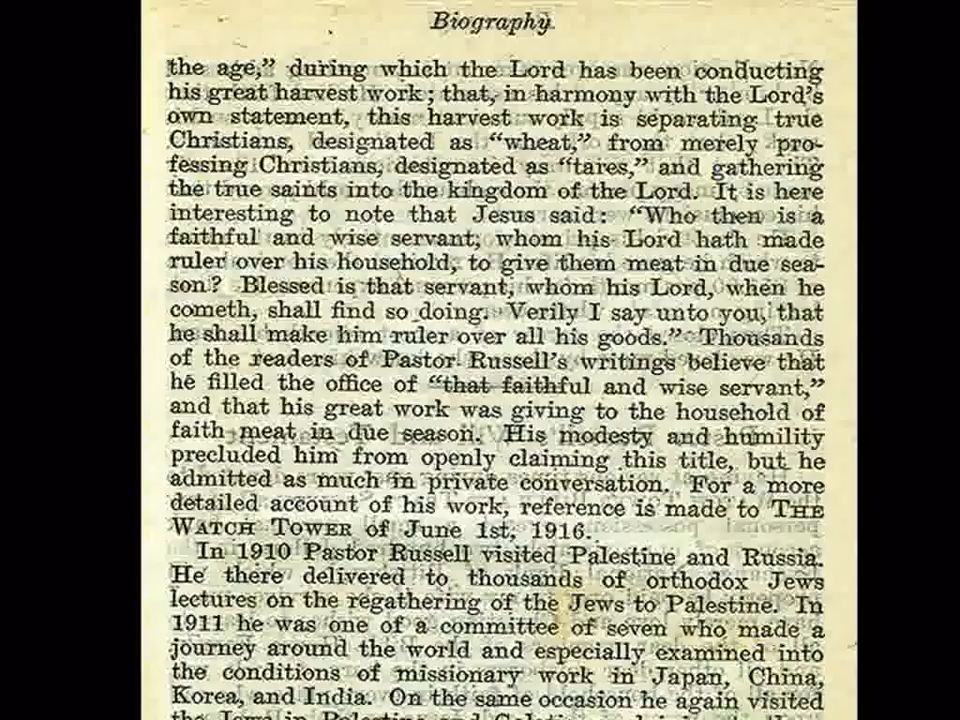 Biography.
the age,” during which the Lord has been conducting
his great harvest work; that, in harmony with the Lord’s
own statement, this harvest work is separating true
Christians, designated as “wheat,” from merely pro-
fessing Christians, designated as “tares,” and gathering
the true saints into the kingdom of the Lord. It is here
interesting to note that Jesus said: “Who then is a
faithful and wise servant, whom his Lord hath made
ruler over his household, to give them meat in due sea-
son? Blessed is that servant, whom his Lord, when he
cometh, shall find so doing. Verily I say unto you, that
he shall make him ruler over all his goods.” Thousands
of the readers of Pastor Russell’s writings believe that
he filled the office of “that faithful and wise servant,”
and that his great work was giving to the household of
faith meat in due season. His modesty and humility
precluded him from openly claiming this title, but he
admitted as much in private conversation. For a more
detailed account of his work, reference is made to THE
WATCH TOWER of June 1st, 1916.
In 1910 Pastor Russell visited Palestine and Russia.
He there delivered to thousands of orthodox Jews
lectures on the regathering of the Jews to Palestine. In
1911 he was one of a committee of seven who made a
journey around the world and especially examined into
the conditions of missionary work in Japan, China,
Korea, and India. On the same occasion he again visited
the Jews in Palestine and